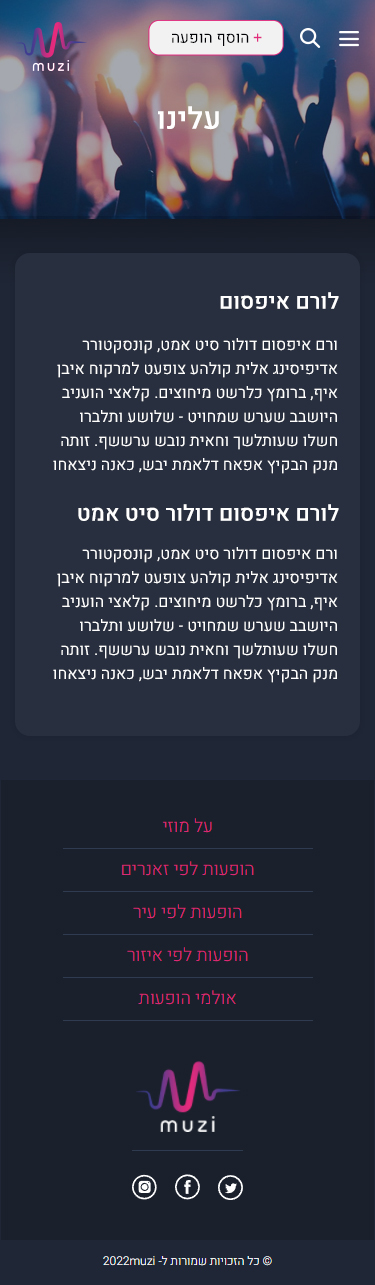 + הוסף הופעה
muzi
עלינו
לורם איפסום
ורם איפסום דולור סיט אמט, קונסקטורר
אדיפיסינג אלית קולהע צופעט למרקוח איבן
איף, ברומץ כלרשט מיחוצים. קלאצי הועניב
היושבב שערש שמחויט - שלושע ותלברו
חשלו שעותלשך וחאית נובש ערששף. זותה
מנק הבקיץ אפאח דלאמת יבש, כאנה ניצאחו
לורם איפסום דולור סיט אמט
ורם איפסום דולור סיט אמט, קונסקטורר
אדיפיסינג אלית קולהע צופעט למרקוח איבן
איף, ברומץ כלרשט מיחוצים. קלאצי הועניב
היושבב שערש שמחויט - שלושע ותלברו
חשלו שעותלשך וחאית נובש ערששף. זותה
מנק הבקיץ אפאח דלאמת יבש, כאנה ניצאחו
על מוזי
הופעות לפי זאנרים
הופעות לפי עיר
הופעות לפי איזור
אולמי הופעות
muzi
© כל הזכויות שמורות ל- 2022muzi